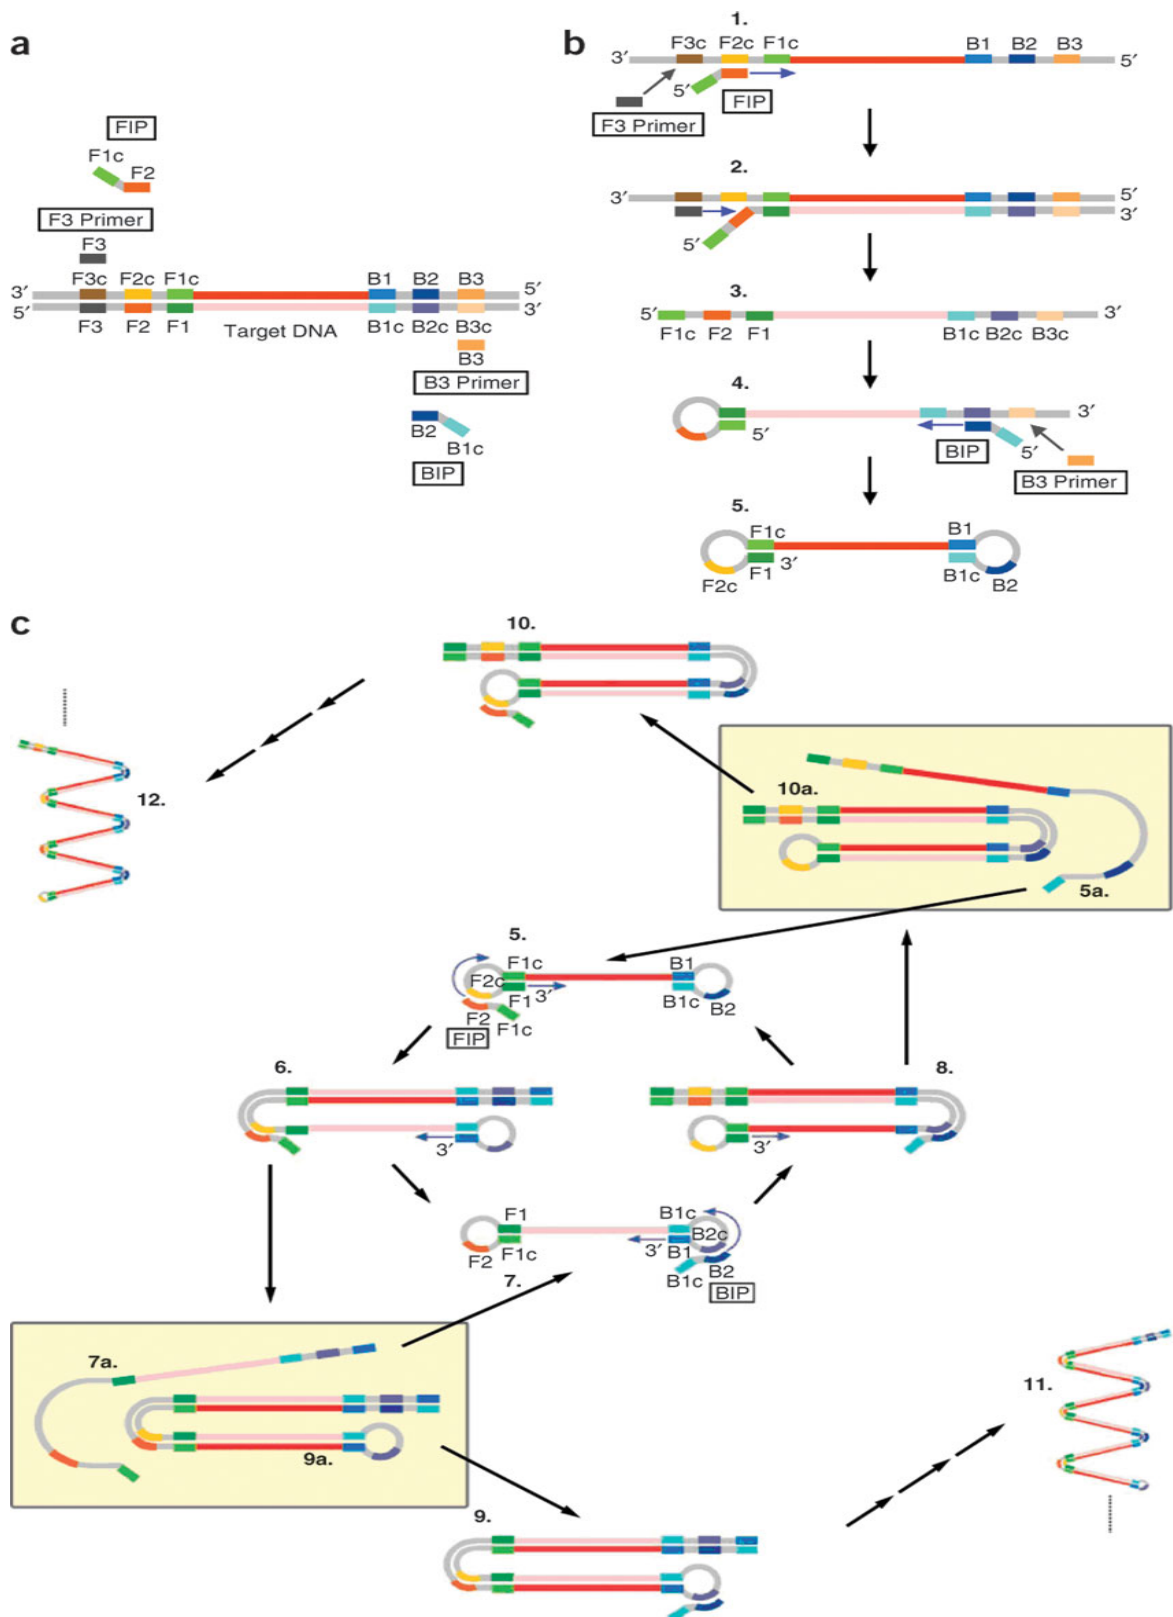 a
FIP
F1c
F2
F3 Primer
F3
F3c F2c F1c B1 B2 B3
3′ 5′
5′ 3′
F3 F2 F1 Target DNA B1c B2c B3c
B3
B3 Primer
B2
B1c
BIP
b
1.
F3c F2c F1c B1 B2 B3
3′ 5′
5′
FIP
F3 Primer
2.
3′ 5′
3′
5′
3.
5′ 3′
F1c F2 F1 B1c B2c B3c
4.
3′
5′
BIP 5′
B3 Primer
5.
F1c B1
3′
F2c F1 B1c B2
c
10.
12.
10a.
5a.
5.
F1c B1
F2c
F1 3′ B1c B2
F2 F1c
FIP
6. 8.
3′ 3′
F1 B1c
B2c
F2 F1c 3′ B1
B1c B2
7. BIP
7a.
9a.
11.
9.